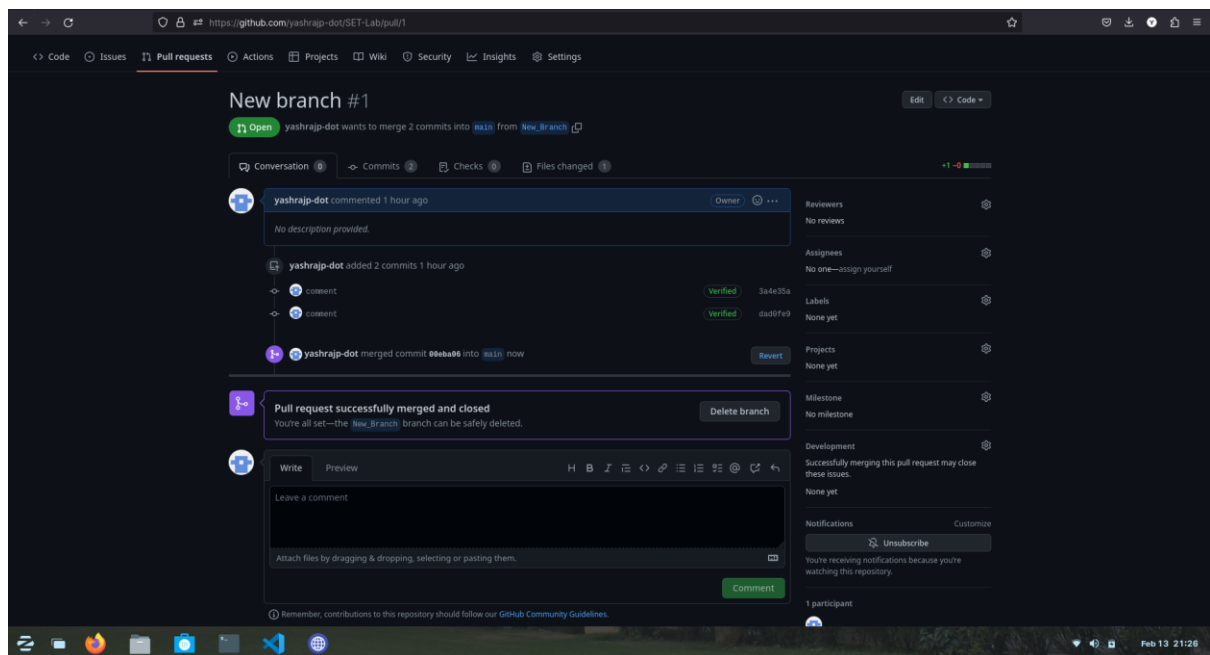 https://github.com/yashrajp-dot/SET-Lab/pull/1
<> Code Issues Pull requests Actions Projects Wiki Security Insights Settings
New branch #1
Edit <> Code
Open yashrajp-dot wants to merge 2 commits into main from New_Branch
Conversation 0 Commits 2 Checks 0 Files changed 1
+1 −0
yashrajp-dot commented 1 hour ago Owner ...
No description provided.
yashrajp-dot added 2 commits 1 hour ago
comment Verified 3a4e35a
comment Verified dad0fe9
yashrajp-dot merged commit 00eba06 into main now Revert
Pull request successfully merged and closed
You're all set—the New_Branch branch can be safely deleted.
Delete branch
Write Preview H B I <> @
Leave a comment
Attach files by dragging & dropping, selecting or pasting them.
Comment
Remember, contributions to this repository should follow our GitHub Community Guidelines.
Reviewers
No reviews
Assignees
No one—assign yourself
Labels
None yet
Projects
None yet
Milestone
No milestone
Development
Successfully merging this pull request may close
these issues.
None yet
Notifications Customize
Unsubscribe
You're receiving notifications because you're
watching this repository.
1 participant
Feb 13 21:26